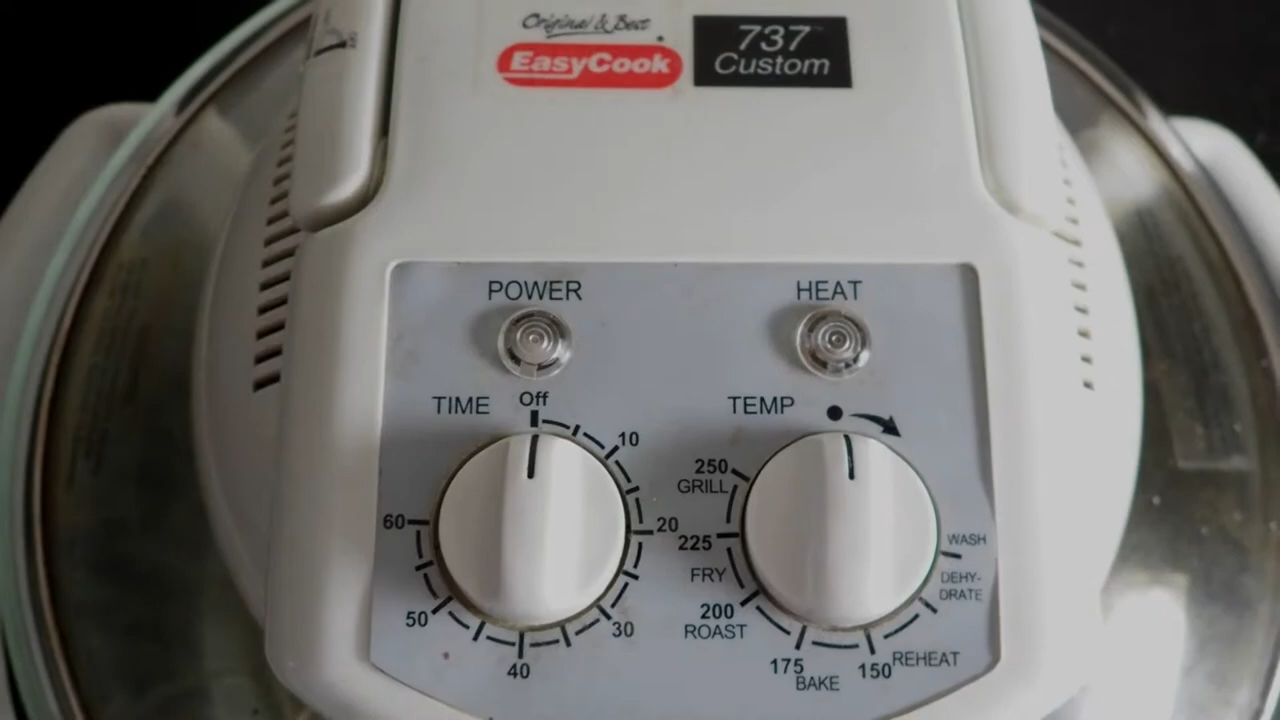 Original & Best
EasyCook
737
Custom
POWER
HEAT
TIME
Off
10
20
30
40
50
60
TEMP
250
GRILL
225
FRY
200
ROAST
175
BAKE
150
REHEAT
DEHY-
DRATE
WASH